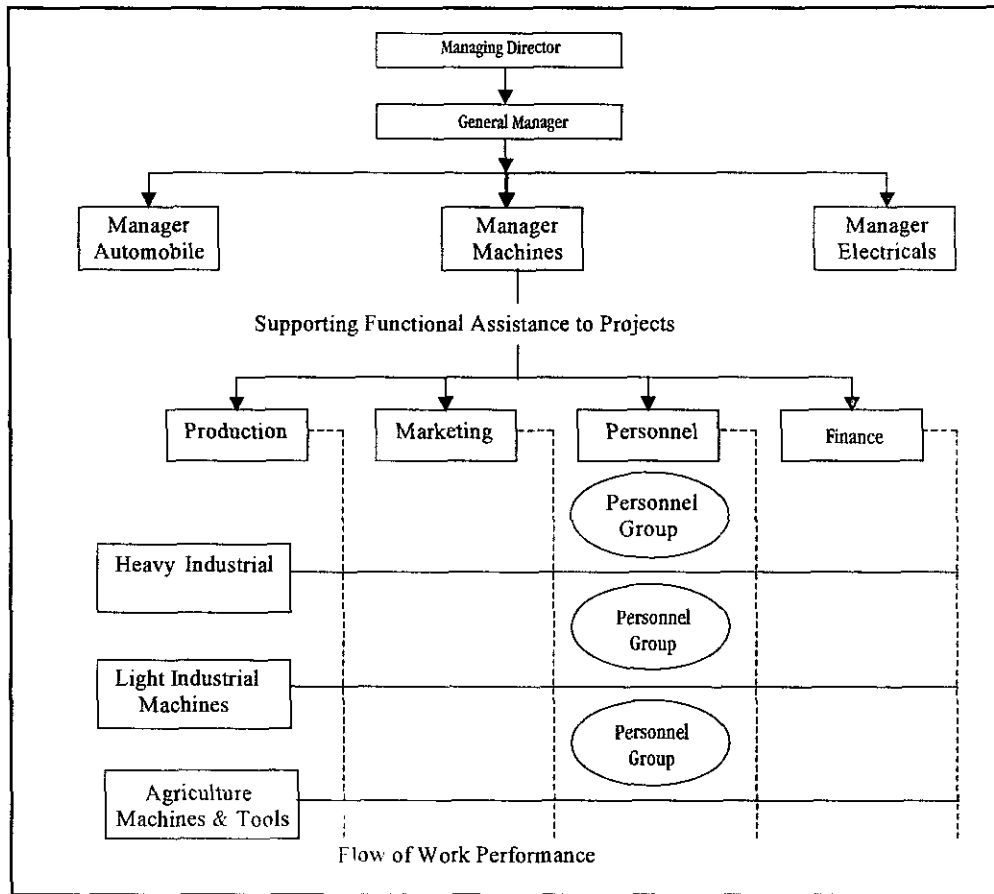 Managing Director
General Manager
Manager
Automobile
Manager
Machines
Manager
Electricals
Supporting Functional Assistance to Projects
Production
Marketing
Personnel
Finance
Personnel
Group
Heavy Industrial
Personnel
Group
Light Industrial
Machines
Personnel
Group
Agriculture
Machines & Tools
Flow of Work Performance